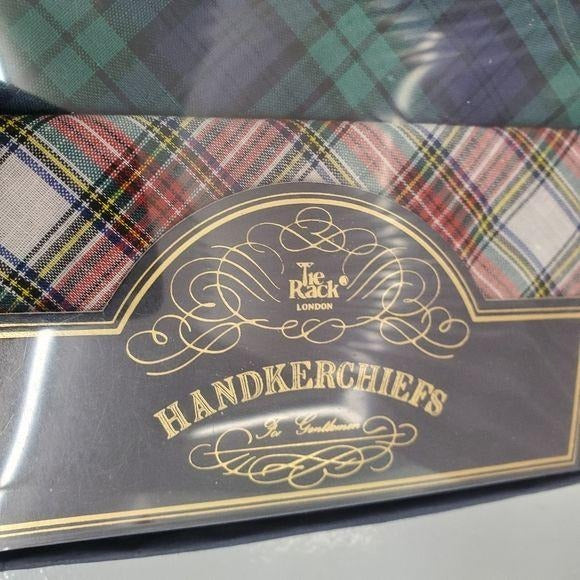 Tie
Rack®
LONDON
HANDKERCHIEFS
For Gentlemen